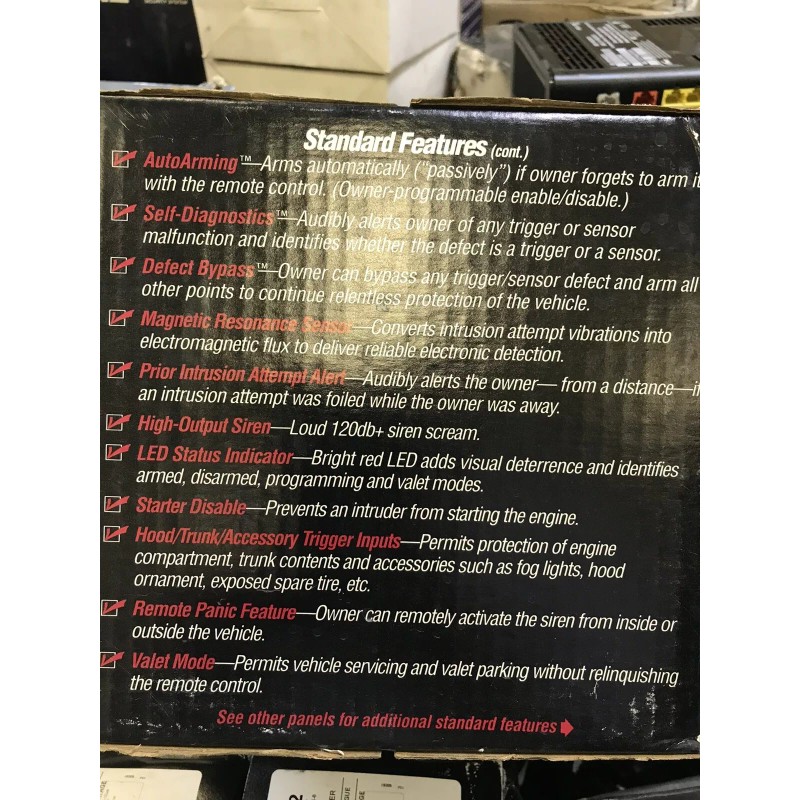 Standard Features (cont.)
AutoArming™—Arms automatically ("passively") if owner forgets to arm it
with the remote control. (Owner-programmable enable/disable.)
Self-Diagnostics™—Audibly alerts owner of any trigger or sensor
malfunction and identifies whether the defect is a trigger or a sensor.
Defect Bypass™—Owner can bypass any trigger/sensor defect and arm all
other points to continue relentless protection of the vehicle.
Magnetic Resonance Sensor—Converts intrusion attempt vibrations into
electromagnetic flux to deliver reliable electronic detection.
Prior Intrusion Attempt Alert—Audibly alerts the owner— from a distance—if
an intrusion attempt was foiled while the owner was away.
High-Output Siren—Loud 120db+ siren scream.
LED Status Indicator—Bright red LED adds visual deterrence and identifies
armed, disarmed, programming and valet modes.
Starter Disable—Prevents an intruder from starting the engine.
Hood/Trunk/Accessory Trigger Inputs—Permits protection of engine
compartment, trunk contents and accessories such as fog lights, hood
ornament, exposed spare tire, etc.
Remote Panic Feature—Owner can remotely activate the siren from inside or
outside the vehicle.
Valet Mode—Permits vehicle servicing and valet parking without relinquishing
the remote control.
See other panels for additional standard features